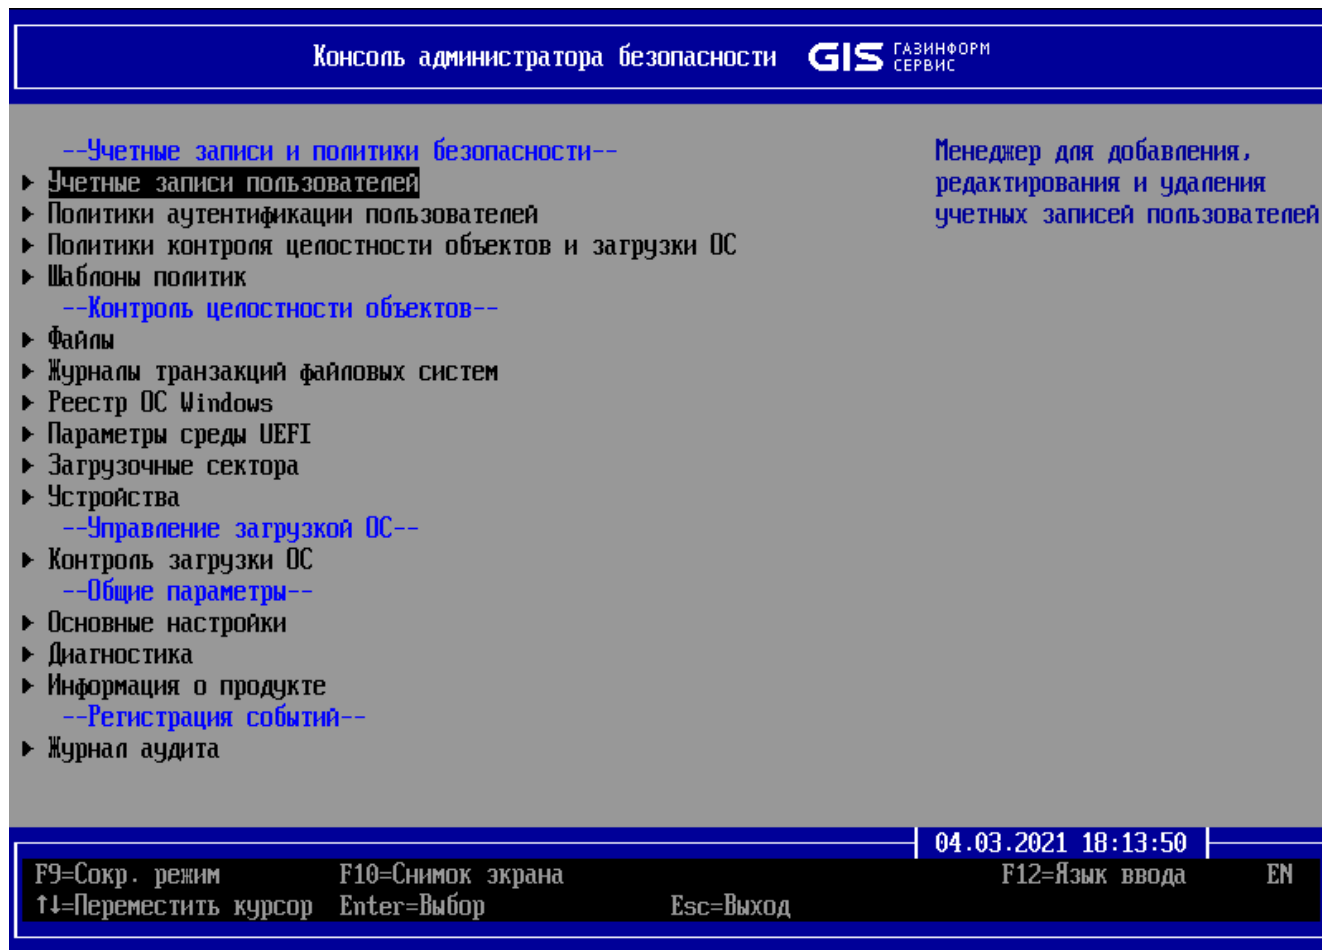 Консоль администратора безопасности GIS ГАЗИНФОРМ СЕРВИС
--Учетные записи и политики безопасности--
Учетные записи пользователей
Политики аутентификации пользователей
Политики контроля целостности объектов и загрузки ОС
Шаблоны политик
--Контроль целостности объектов--
Файлы
Журналы транзакций файловых систем
Реестр ОС Windows
Параметры среды UEFI
Загрузочные сектора
Устройства
--Управление загрузкой ОС--
Контроль загрузки ОС
--Общие параметры--
Основные настройки
Диагностика
Информация о продукте
--Регистрация событий--
Журнал аудита
Менеджер для добавления,
редактирования и удаления
учетных записей пользователей
04.03.2021 18:13:50
F9=Сокр. режим F10=Снимок экрана F12=Язык ввода EN
↑↓=Переместить курсор Enter=Выбор Esc=Выход